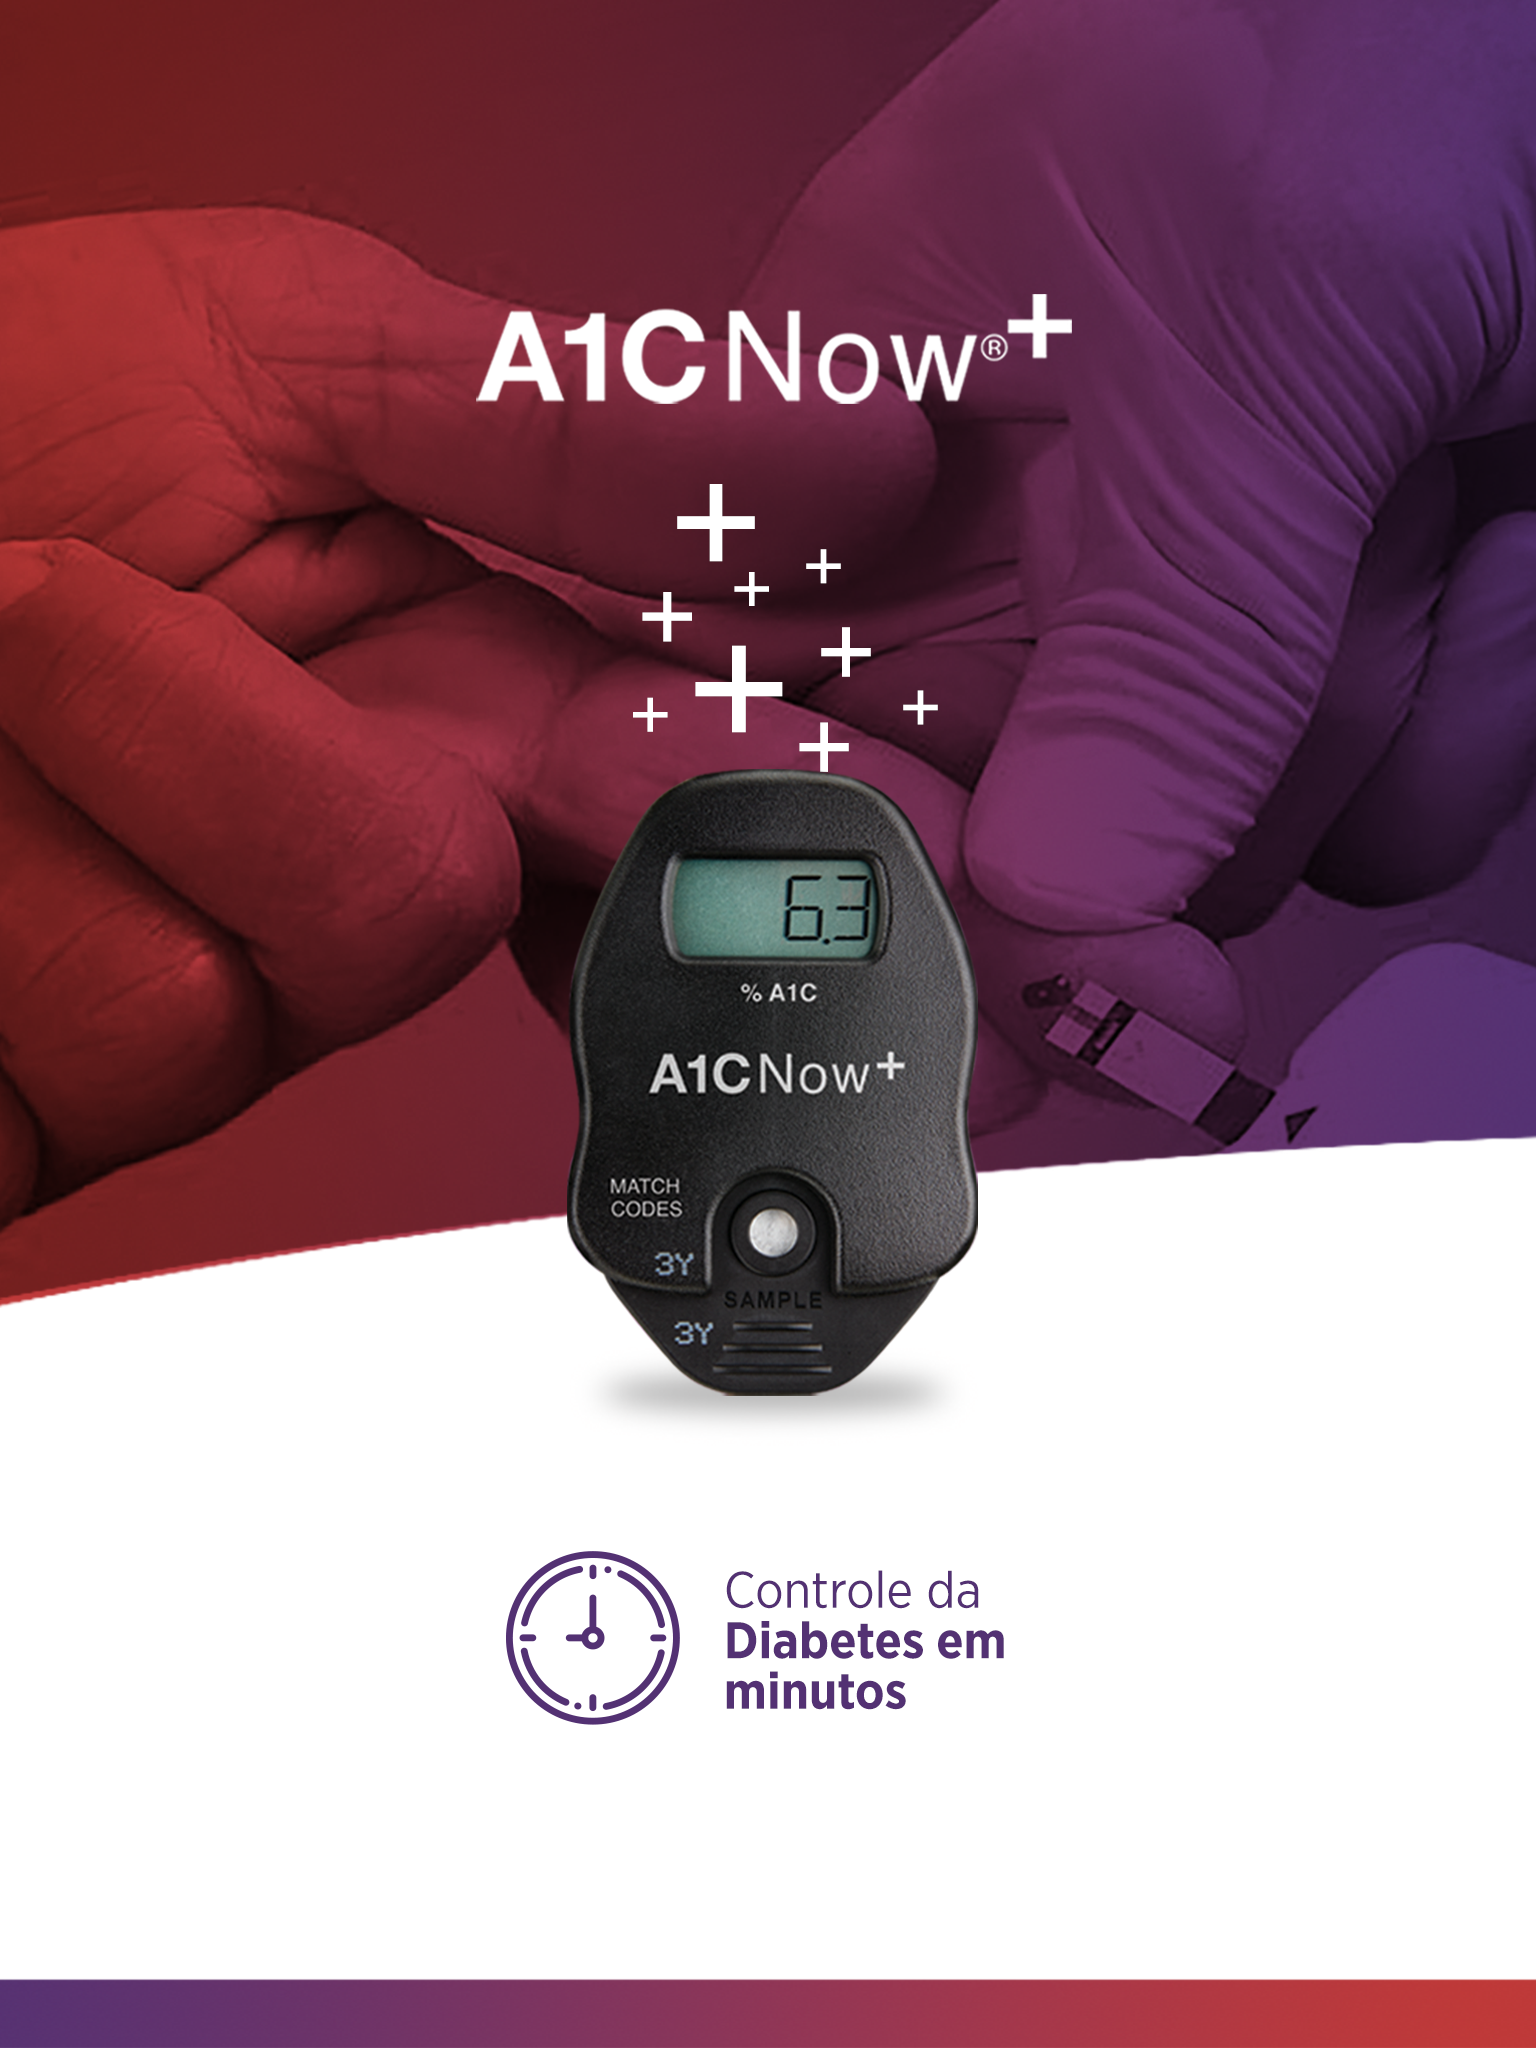 A1CNow®+
6.3
% A1C
A1CNow+
MATCH
CODES
3Y
SAMPLE
3Y
Controle da
Diabetes em
minutos